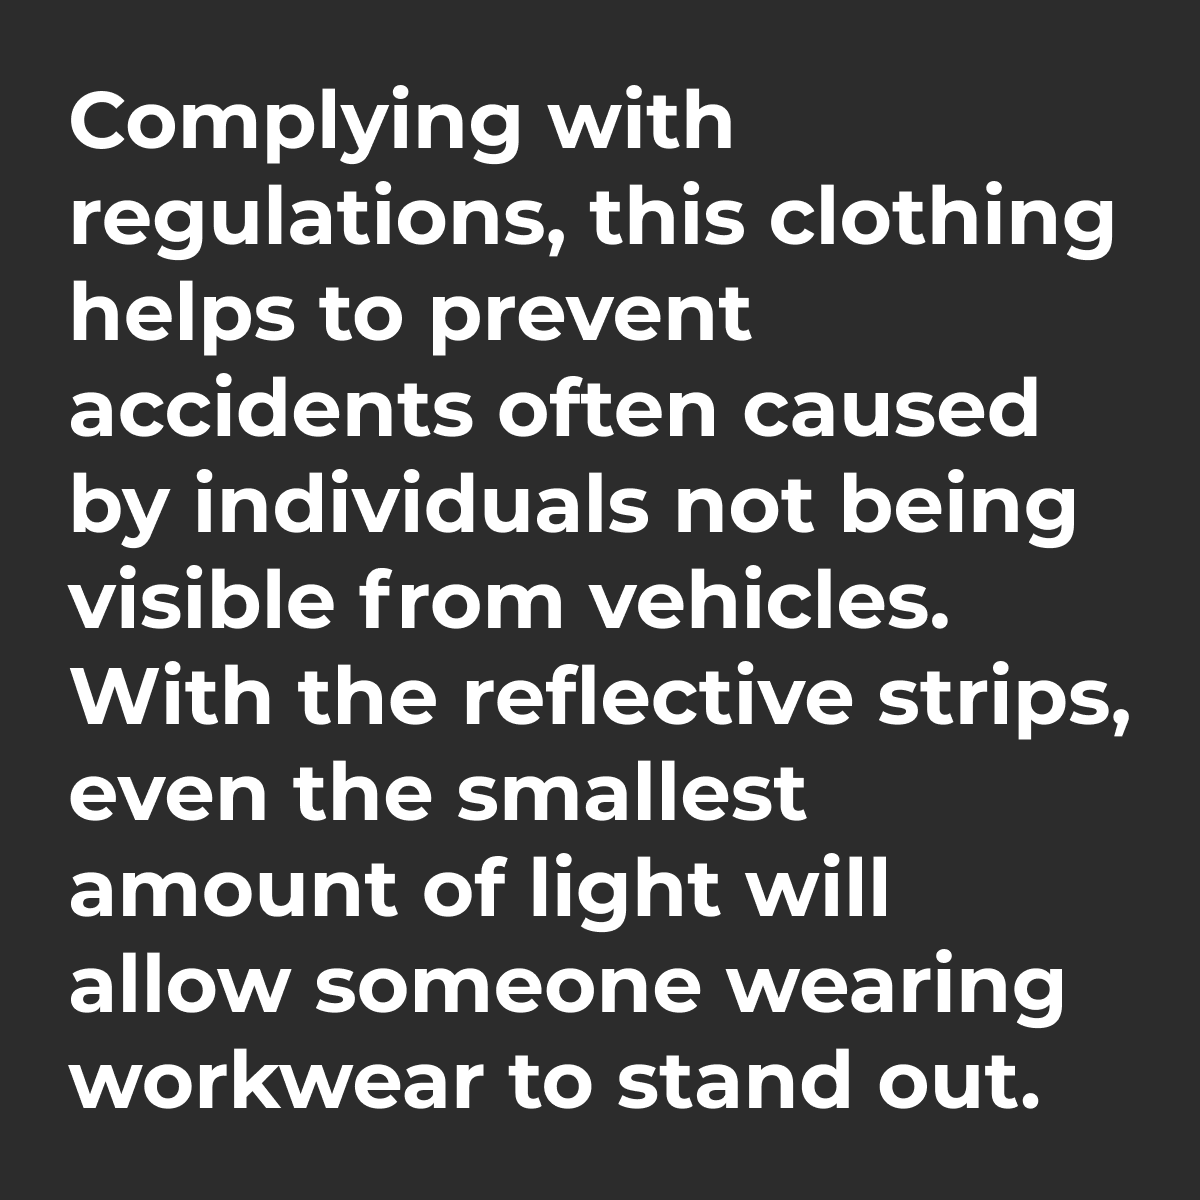 Complying with
regulations, this clothing
helps to prevent
accidents often caused
by individuals not being
visible from vehicles.
With the reflective strips,
even the smallest
amount of light will
allow someone wearing
workwear to stand out.